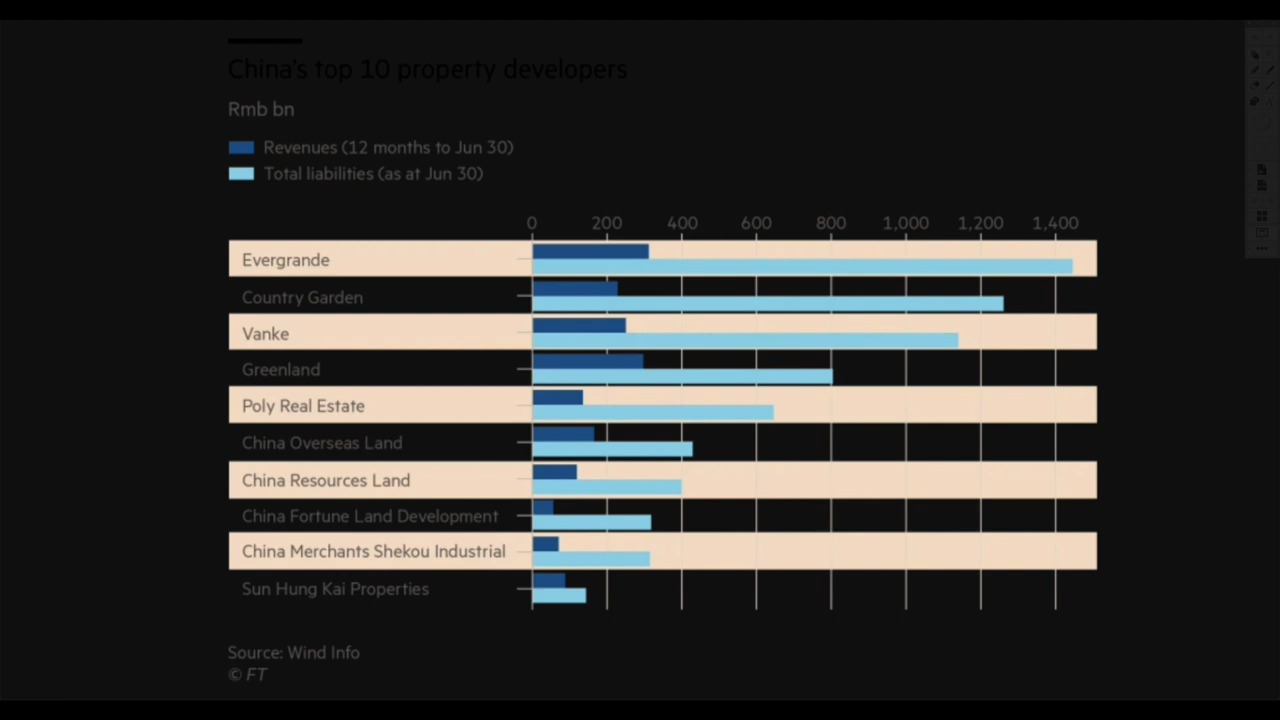 China's top 10 property developers
Rmb bn
Revenues (12 months to Jun 30)
Total liabilities (as at Jun 30)
0 200 400 600 800 1,000 1,200 1,400
Evergrande
Country Garden
Vanke
Greenland
Poly Real Estate
China Overseas Land
China Resources Land
China Fortune Land Development
China Merchants Shekou Industrial
Sun Hung Kai Properties
Source: Wind Info
© FT